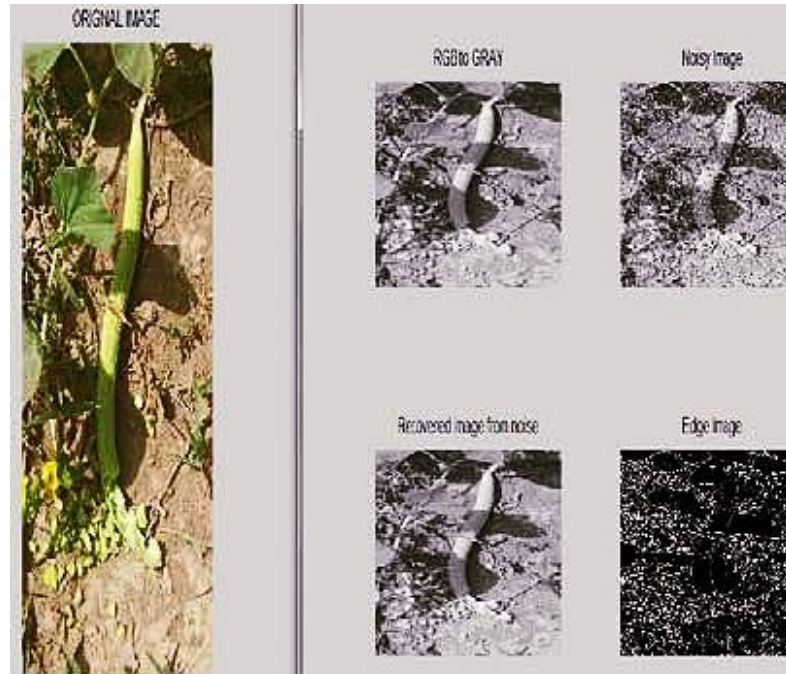 ORIGNAL IMAGE
RGB to GRAY
Noisy Image
Recovered image from noise
Edge image